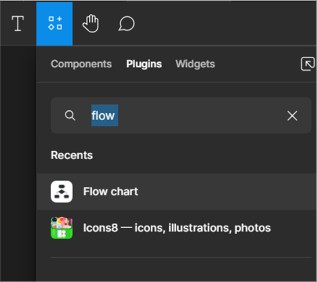 T
Components Plugins Widgets
flow
Recents
Flow chart
Icons8 — icons, illustrations, photos